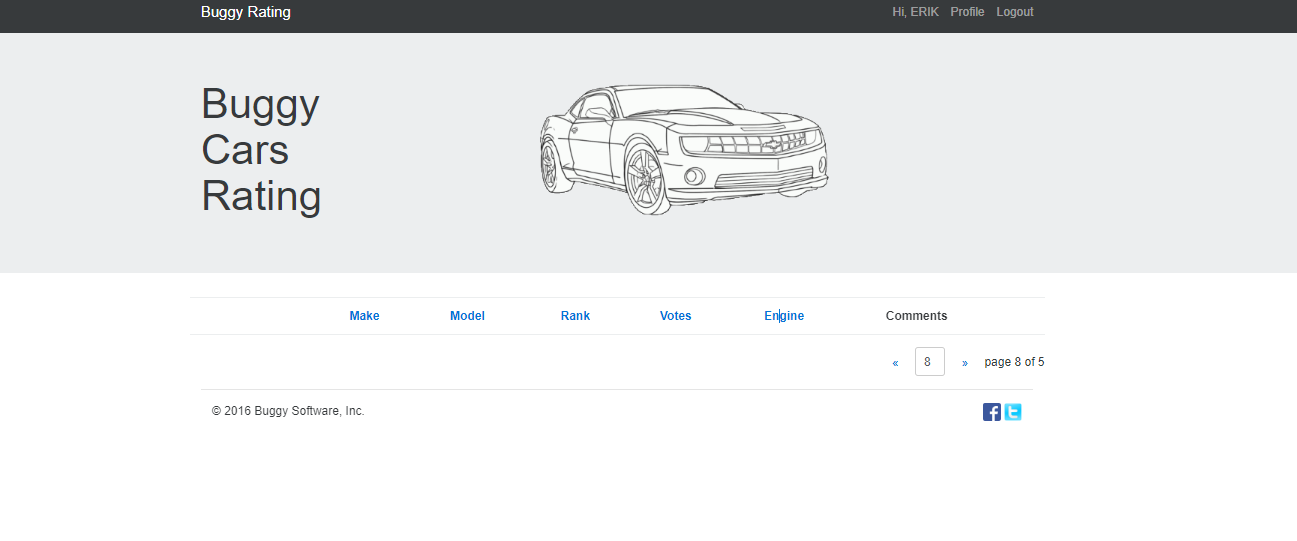 Buggy Rating
Hi, ERIK Profile Logout
Buggy
Cars
Rating
Make Model Rank Votes Engine Comments
« 8 » page 8 of 5
© 2016 Buggy Software, Inc.